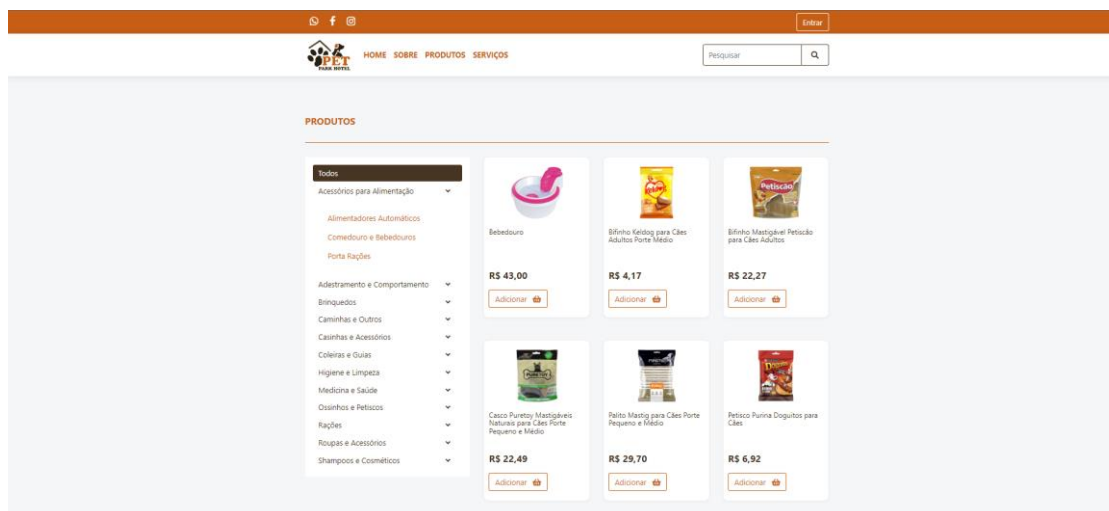 Entrar
PET
PARK HOTEL
HOME SOBRE PRODUTOS SERVIÇOS
Pesquisar
PRODUTOS
Todos
Acessórios para Alimentação
Alimentadores Automáticos
Comedouro e Bebedouros
Porta Rações
Adestramento e Comportamento
Brinquedos
Caminhas e Outros
Casinhas e Acessórios
Coleiras e Guias
Higiene e Limpeza
Medicina e Saúde
Ossinhos e Petiscos
Rações
Roupas e Acessórios
Shampoos e Cosméticos
Bebedouro
R$ 43,00
Adicionar
Keldog
Bifinho Keldog para Cães
Adultos Porte Médio
R$ 4,17
Adicionar
Petiscão
Bifinho Mastigável Petiscão
para Cães Adultos
R$ 22,27
Adicionar
Casco Puretoy Mastigáveis
Naturais para Cães Porte
Pequeno e Médio
R$ 22,49
Adicionar
Palito Mastig para Cães Porte
Pequeno e Médio
R$ 29,70
Adicionar
Petisco Purina Doguitos para
Cães
R$ 6,92
Adicionar